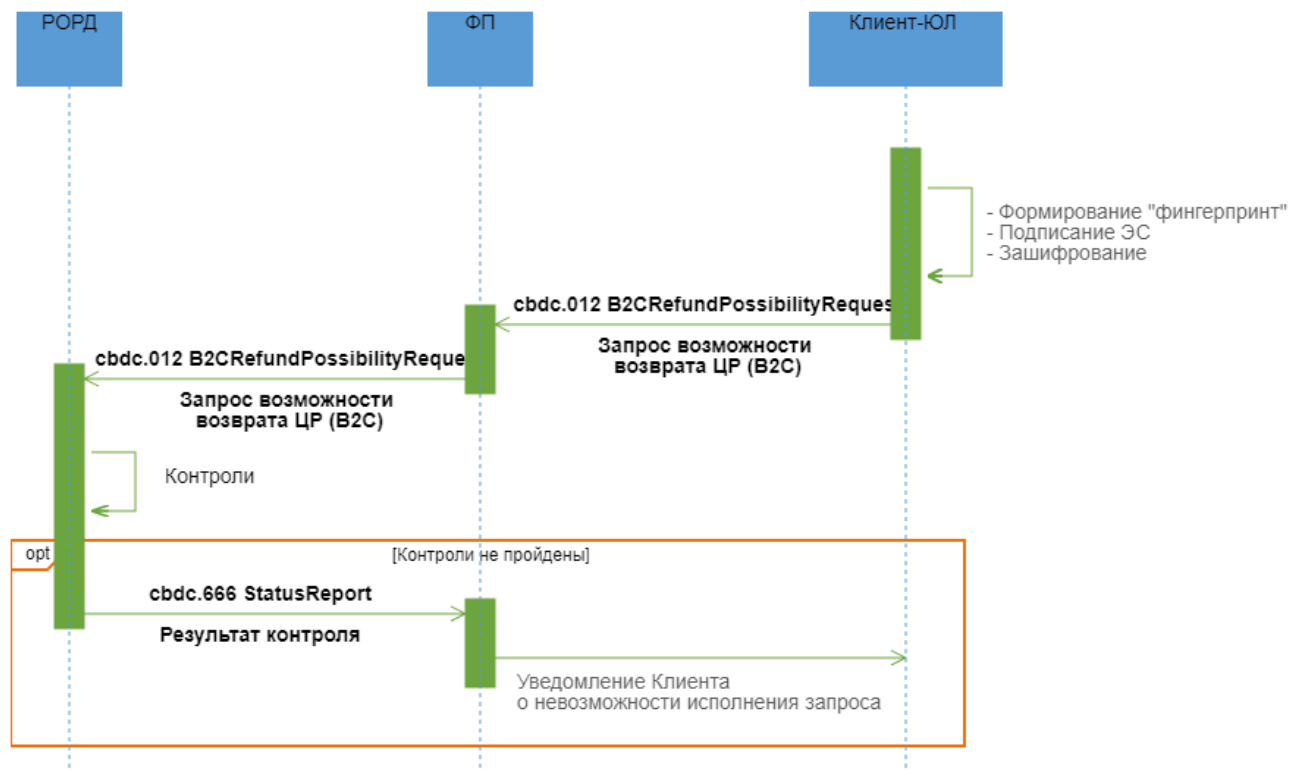 РОРД
ФП
Клиент-ЮЛ
- Формирование "фингерпринт"
- Подписание ЭС
- Зашифрование
cbdc.012 B2CRefundPossibilityReques
Запрос возможности
возврата ЦР (B2C)
cbdc.012 B2CRefundPossibilityReque
Запрос возможности
возврата ЦР (B2C)
Контроли
opt
[Контроли не пройдены]
cbdc.666 StatusReport
Результат контроля
Уведомление Клиента
о невозможности исполнения запроса